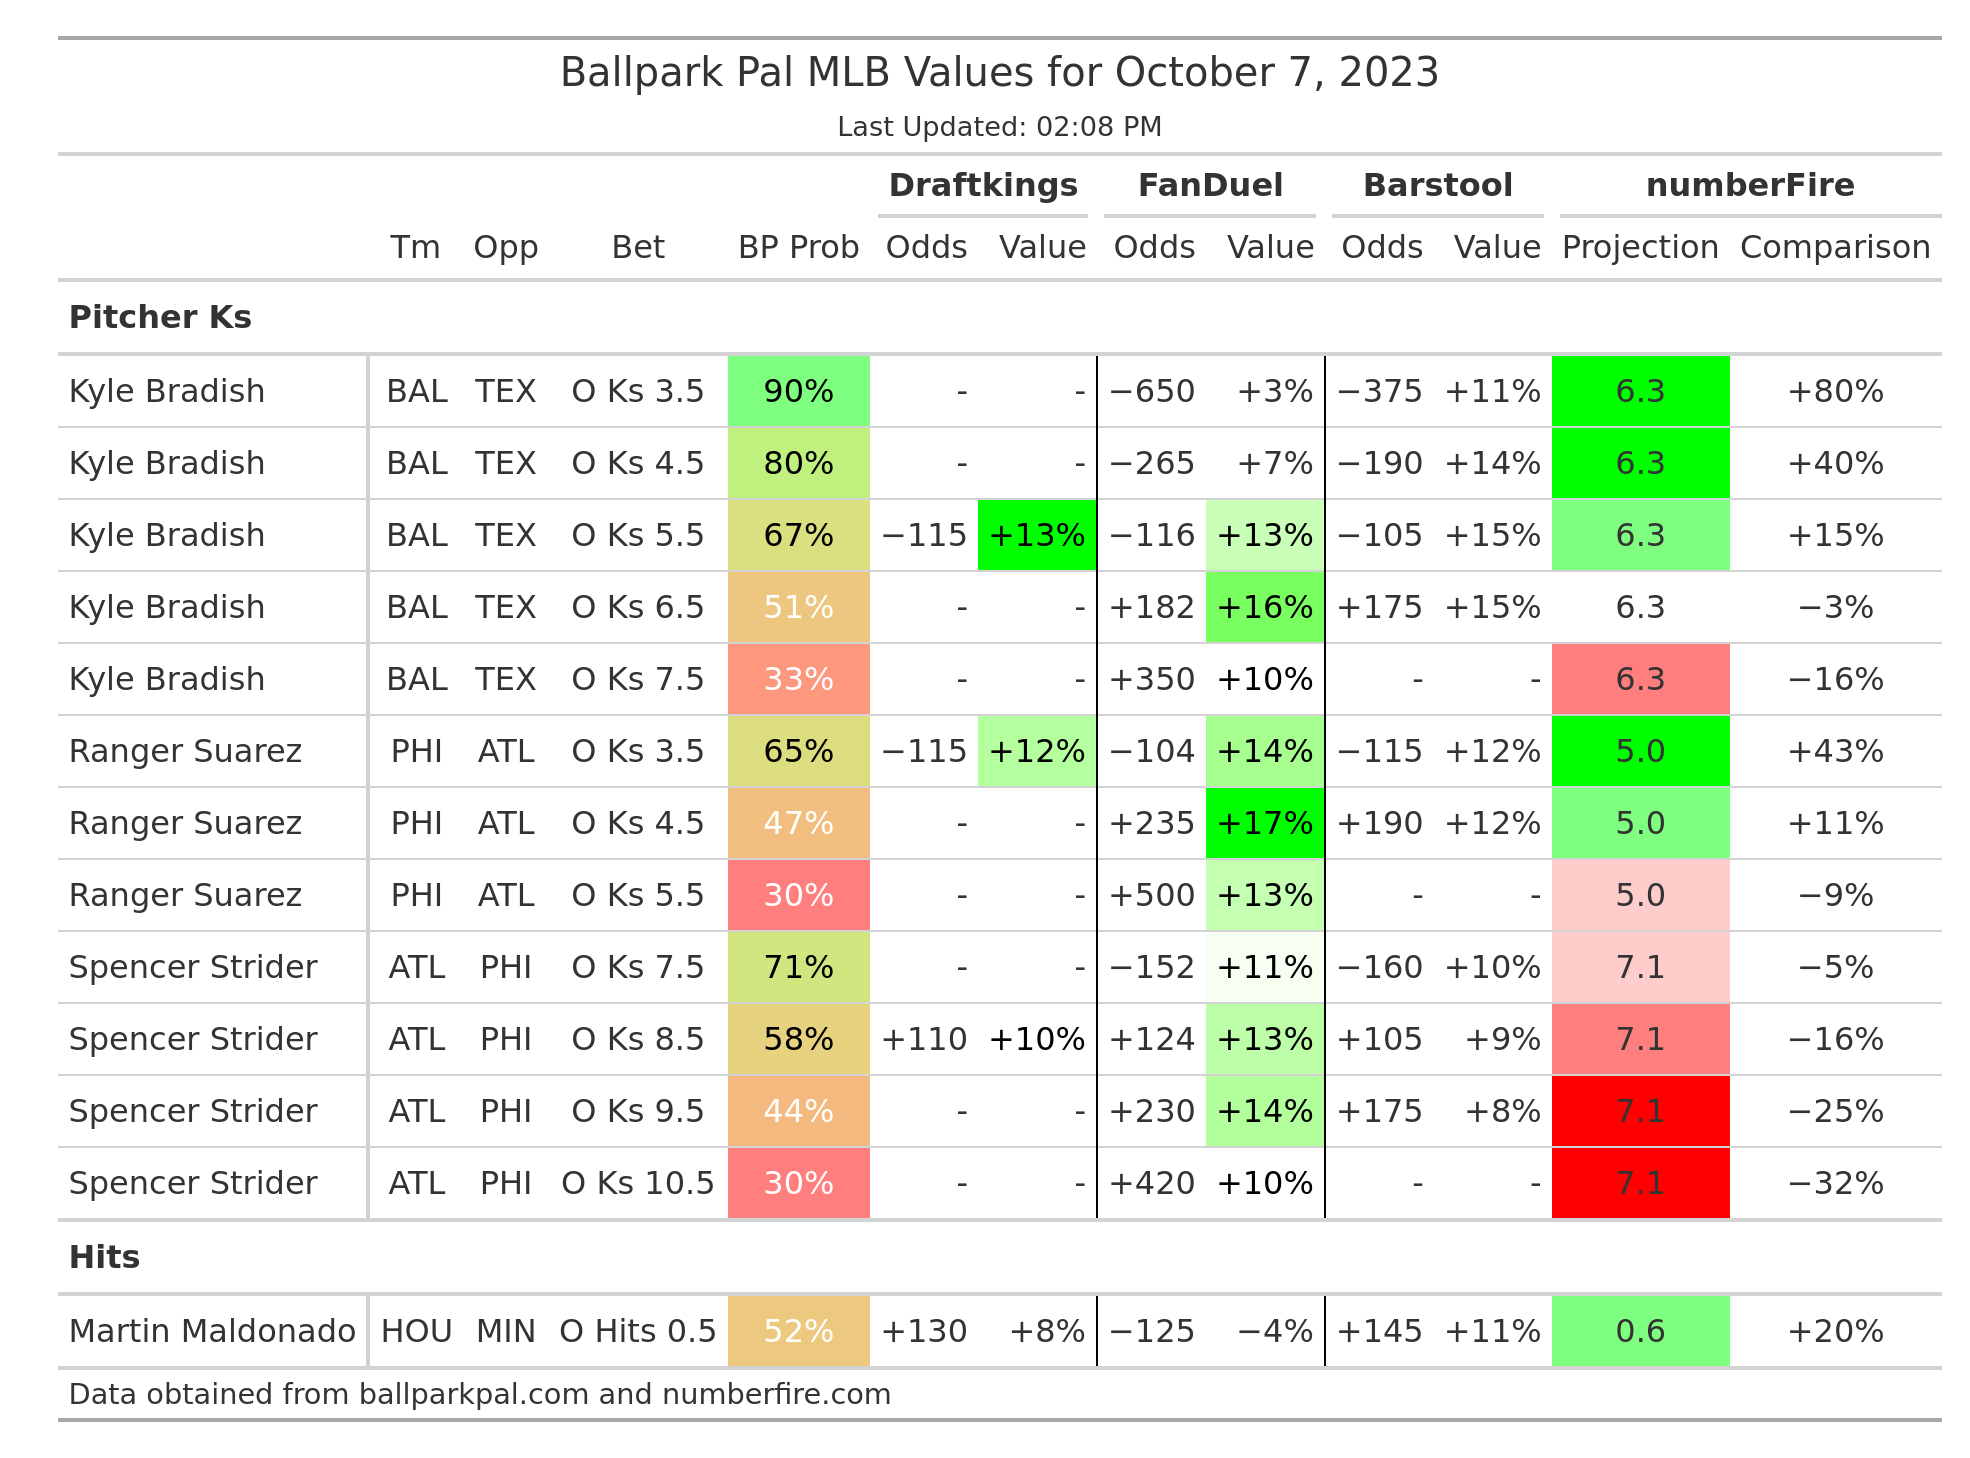 Ballpark Pal MLB Values for October 7, 2023
Last Updated: 02:08 PM
Draftkings FanDuel Barstool numberFire
Tm Opp Bet BP Prob Odds Value Odds Value Odds Value Projection Comparison
Pitcher Ks
Kyle Bradish BAL TEX O Ks 3.5 90% - - −650 +3% −375 +11% 6.3 +80%
Kyle Bradish BAL TEX O Ks 4.5 80% - - −265 +7% −190 +14% 6.3 +40%
Kyle Bradish BAL TEX O Ks 5.5 67% −115 +13% −116 +13% −105 +15% 6.3 +15%
Kyle Bradish BAL TEX O Ks 6.5 51% - - +182 +16% +175 +15% 6.3 −3%
Kyle Bradish BAL TEX O Ks 7.5 33% - - +350 +10% - - 6.3 −16%
Ranger Suarez PHI ATL O Ks 3.5 65% −115 +12% −104 +14% −115 +12% 5.0 +43%
Ranger Suarez PHI ATL O Ks 4.5 47% - - +235 +17% +190 +12% 5.0 +11%
Ranger Suarez PHI ATL O Ks 5.5 30% - - +500 +13% - - 5.0 −9%
Spencer Strider ATL PHI O Ks 7.5 71% - - −152 +11% −160 +10% 7.1 −5%
Spencer Strider ATL PHI O Ks 8.5 58% +110 +10% +124 +13% +105 +9% 7.1 −16%
Spencer Strider ATL PHI O Ks 9.5 44% - - +230 +14% +175 +8% 7.1 −25%
Spencer Strider ATL PHI O Ks 10.5 30% - - +420 +10% - - 7.1 −32%
Hits
Martin Maldonado HOU MIN O Hits 0.5 52% +130 +8% −125 −4% +145 +11% 0.6 +20%
Data obtained from ballparkpal.com and numberfire.com